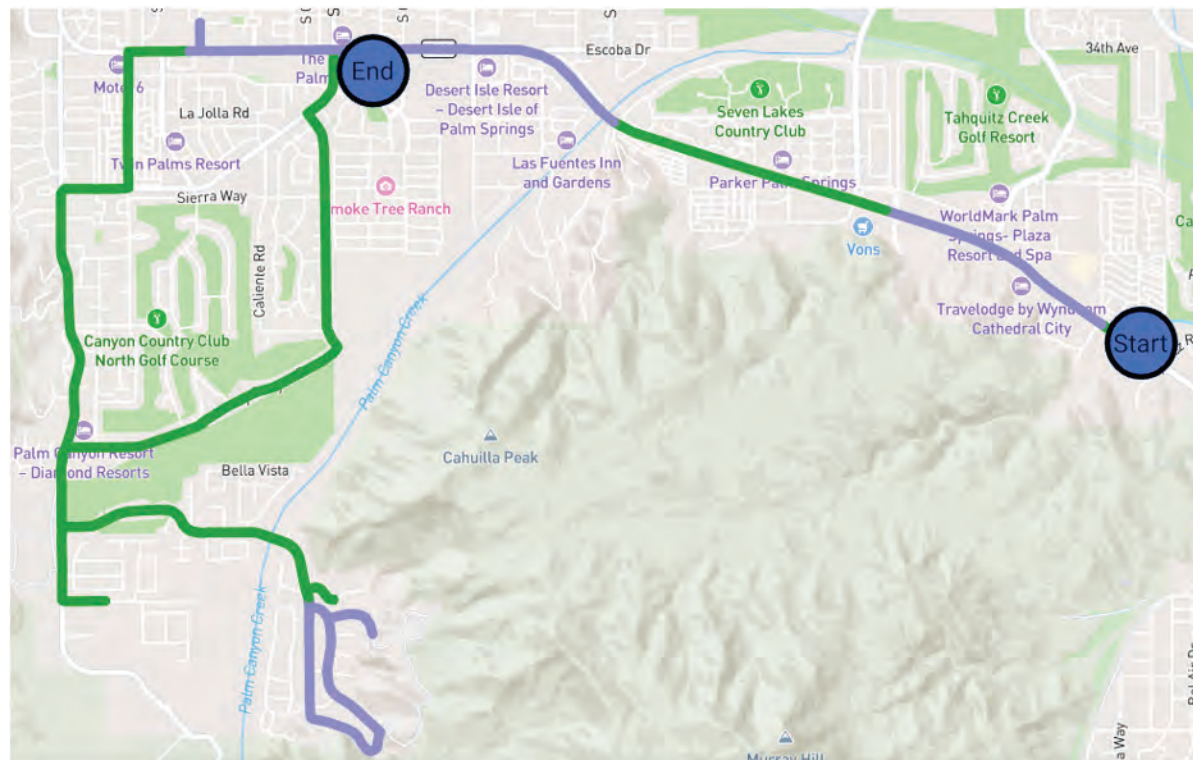 Escoba Dr
34th Ave
The
Palm
End
Motel 6
Desert Isle Resort
– Desert Isle of
Palm Springs
La Jolla Rd
Seven Lakes
Country Club
Tahquitz Creek
Golf Resort
Twin Palms Resort
Las Fuentes Inn
and Gardens
Parker Palm Springs
Sierra Way
moke Tree Ranch
WorldMark Palm
Springs- Plaza
Resort and Spa
Vons
Caliente Rd
Palm Canyon Creek
Travelodge by Wyndham
Cathedral City
Start
Canyon Country Club
North Golf Course
Palm Canyon Resort
– Diamond Resorts
Bella Vista
Cahuilla Peak
Palm Canyon Creek
Murray Hill
a Way